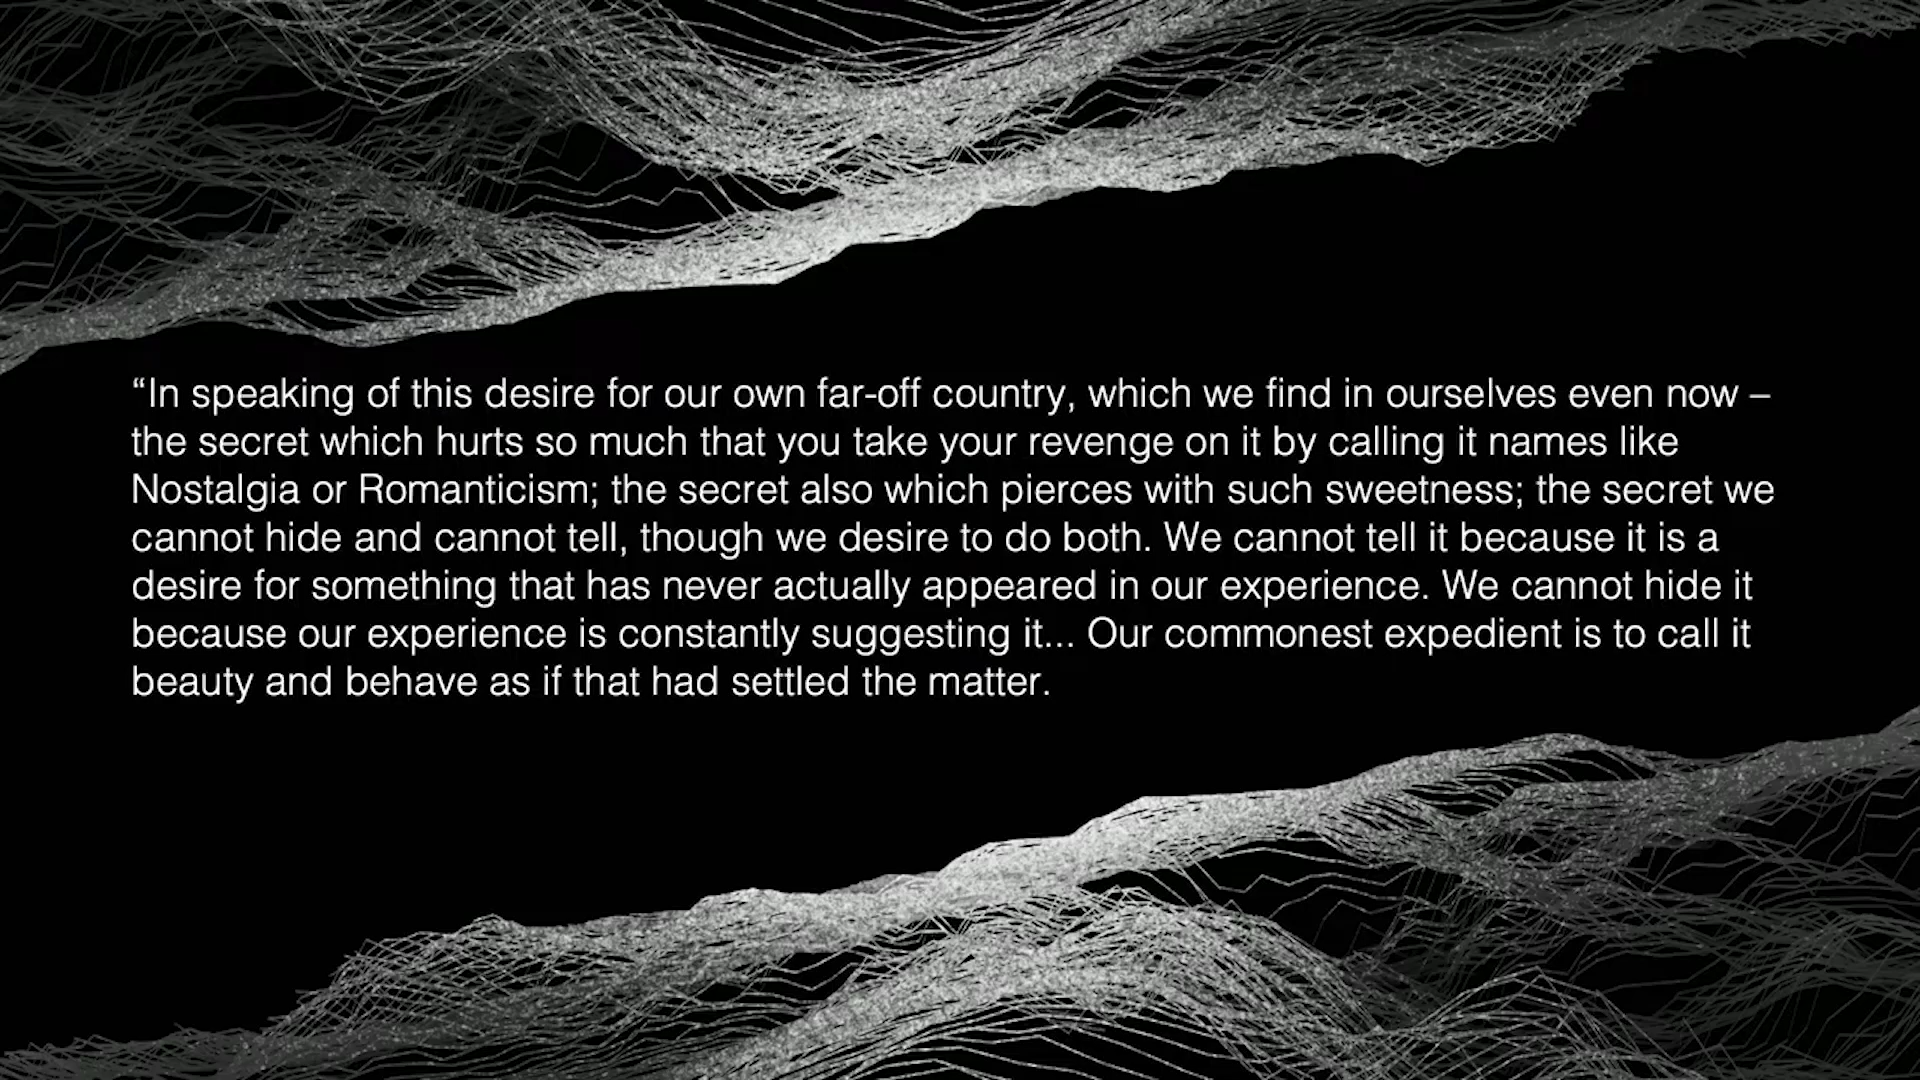 “In speaking of this desire for our own far-off country, which we find in ourselves even now –
the secret which hurts so much that you take your revenge on it by calling it names like
Nostalgia or Romanticism; the secret also which pierces with such sweetness; the secret we
cannot hide and cannot tell, though we desire to do both. We cannot tell it because it is a
desire for something that has never actually appeared in our experience. We cannot hide it
because our experience is constantly suggesting it... Our commonest expedient is to call it
beauty and behave as if that had settled the matter.